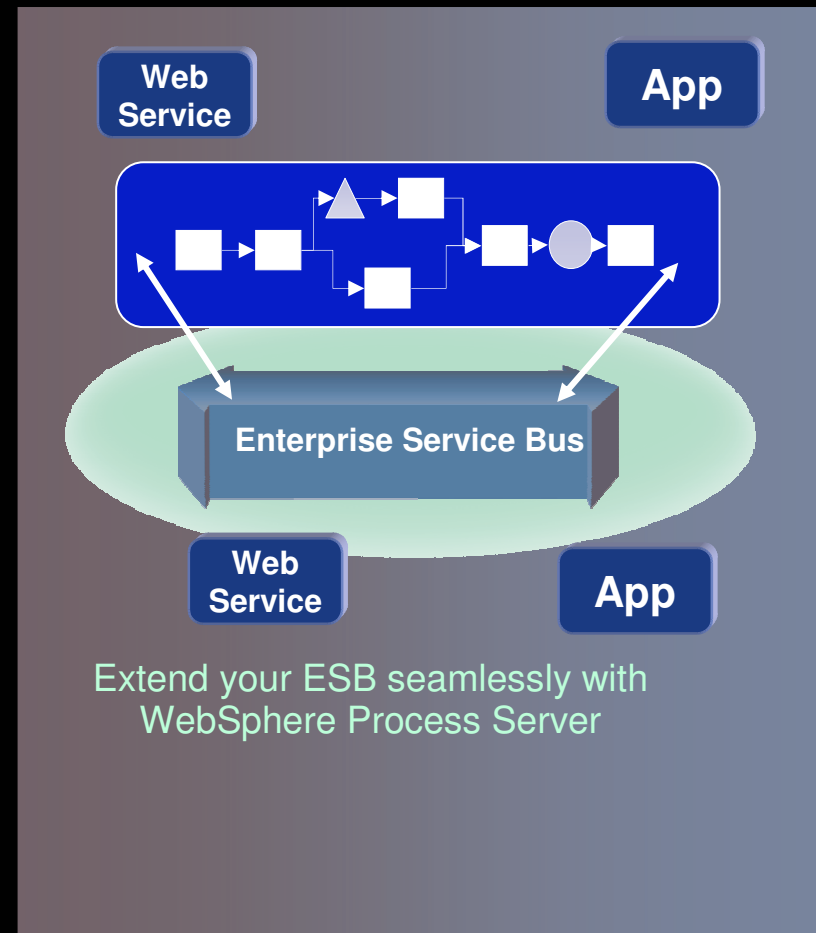 Web
Service
App
Enterprise Service Bus
Web
Service
App
Extend your ESB seamlessly with
WebSphere Process Server